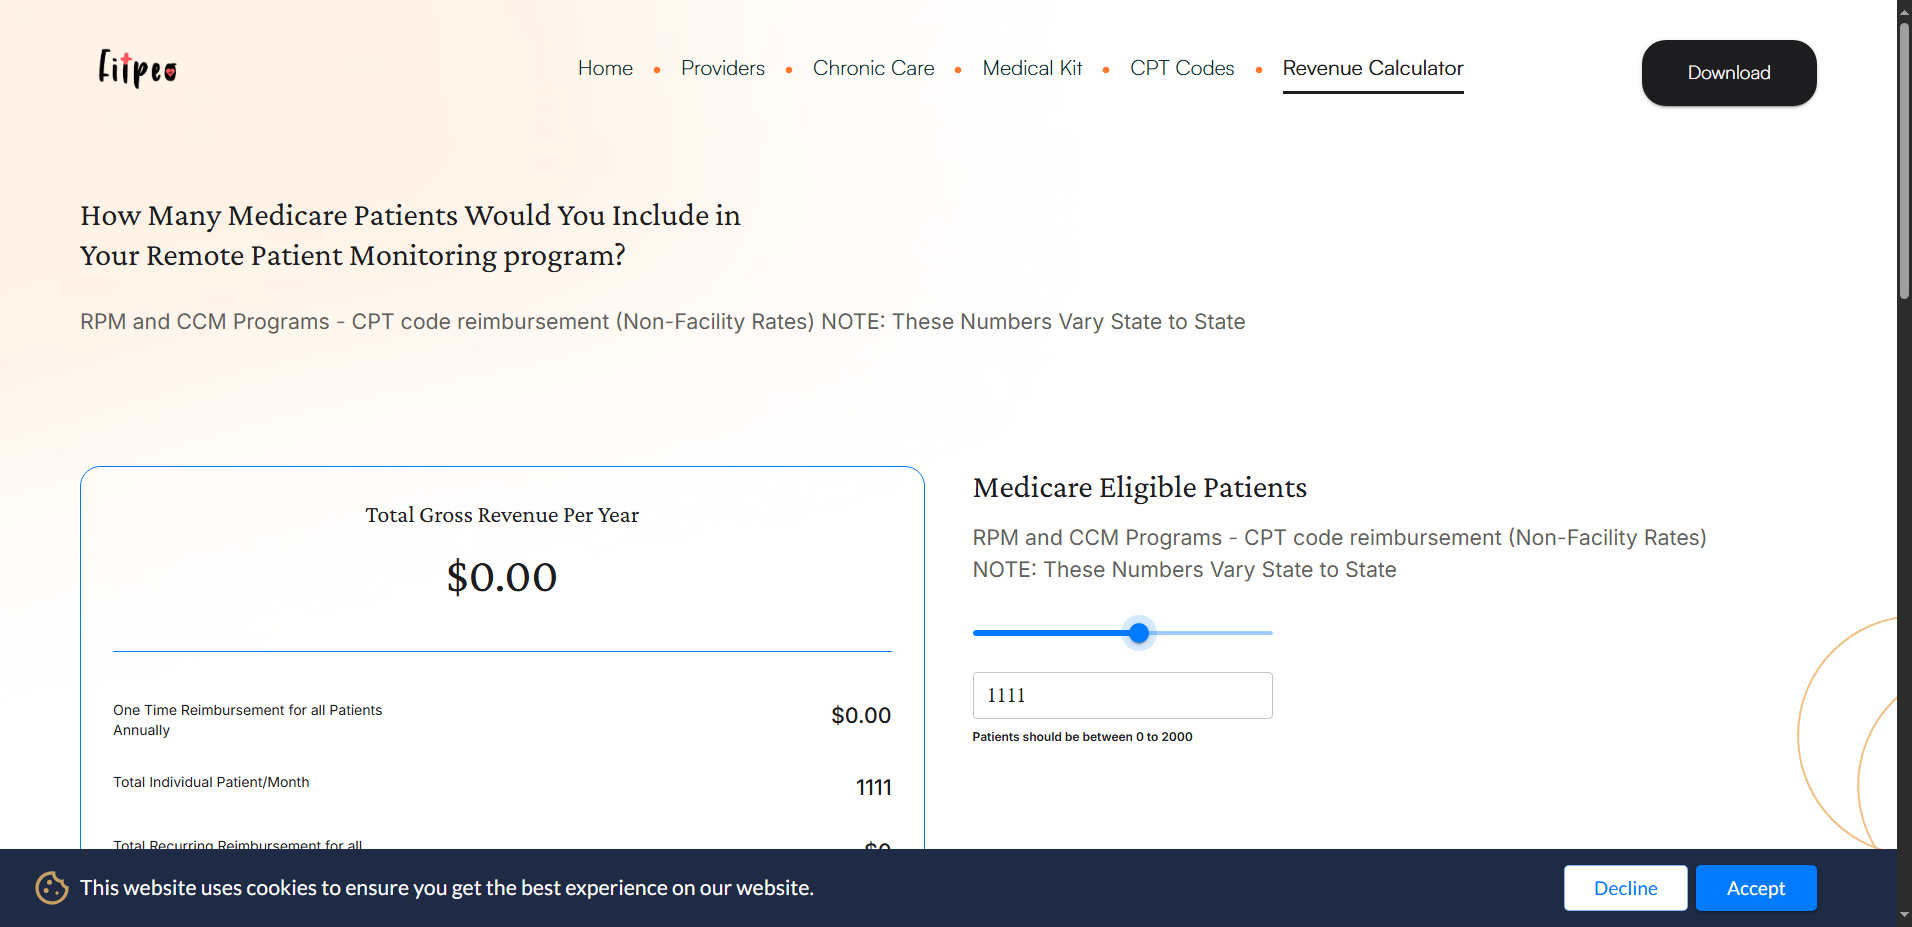 Fitpeo
Home
Providers
Chronic Care
Medical Kit
CPT Codes
Revenue Calculator
Download
How Many Medicare Patients Would You Include in
Your Remote Patient Monitoring program?
RPM and CCM Programs - CPT code reimbursement (Non-Facility Rates) NOTE: These Numbers Vary State to State
Total Gross Revenue Per Year
$0.00
One Time Reimbursement for all Patients
Annually
$0.00
Total Individual Patient/Month
1111
Total Recurring Reimbursement for all
$0
Medicare Eligible Patients
RPM and CCM Programs - CPT code reimbursement (Non-Facility Rates)
NOTE: These Numbers Vary State to State
1111
Patients should be between 0 to 2000
This website uses cookies to ensure you get the best experience on our website.
Decline
Accept